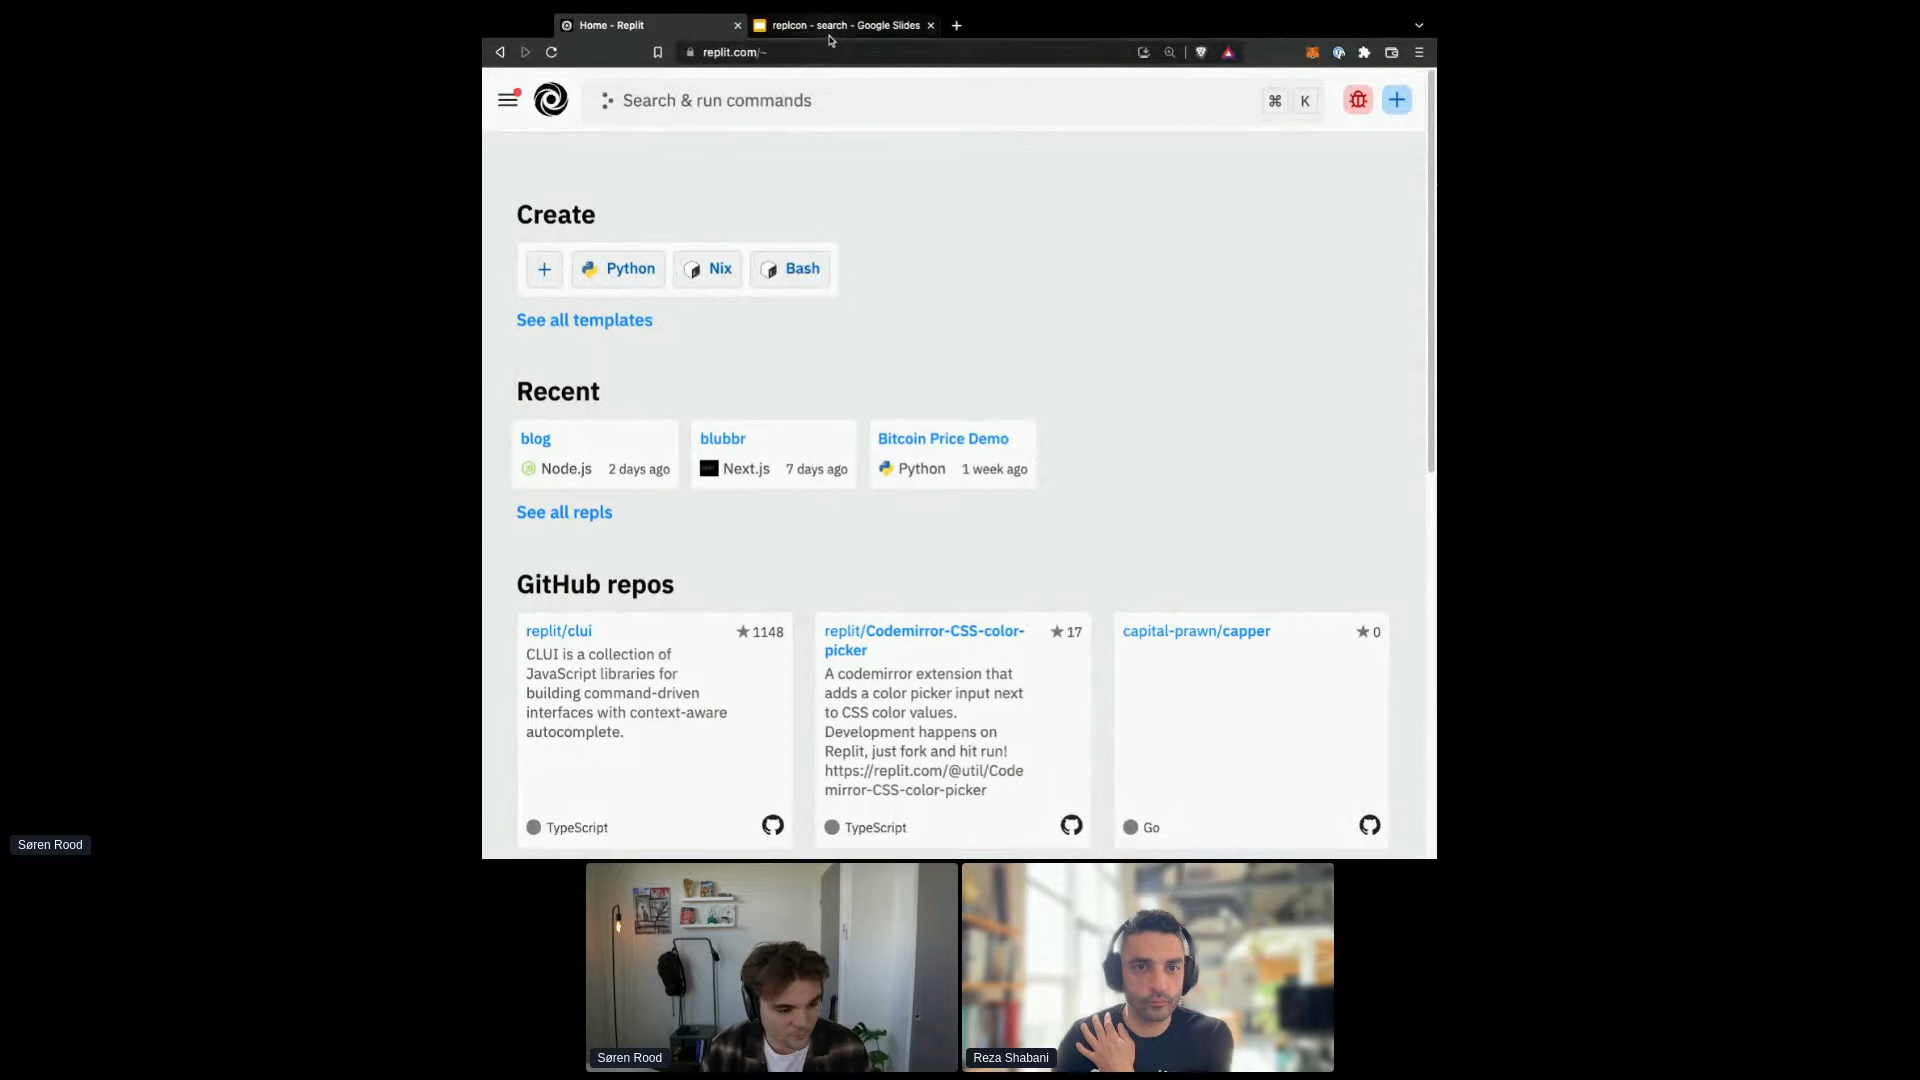 Home - Replit
replcon - search - Google Slides
replit.com/~
Search & run commands
⌘ K
Create
Python
Nix
Bash
See all templates
Recent
blog
Node.js 2 days ago
blubbr
Next.js 7 days ago
Bitcoin Price Demo
Python 1 week ago
See all repls
GitHub repos
replit/clui
1148
CLUI is a collection of
JavaScript libraries for
building command-driven
interfaces with context-aware
autocomplete.
TypeScript
replit/Codemirror-CSS-color-
picker
17
A codemirror extension that
adds a color picker input next
to CSS color values.
Development happens on
Replit, just fork and hit run!
https://replit.com/@util/Code
mirror-CSS-color-picker
TypeScript
capital-prawn/capper
0
Go
Søren Rood
Søren Rood
Reza Shabani